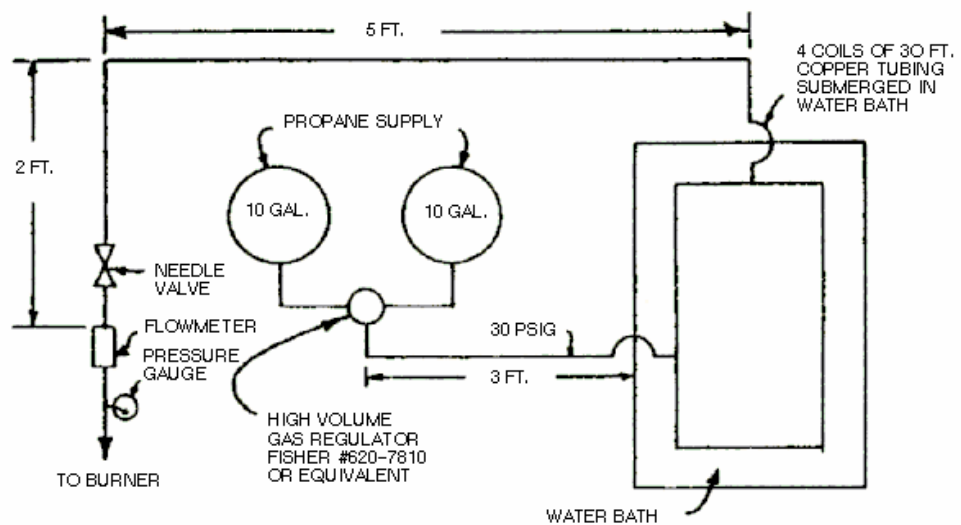 5 FT.
4 COILS OF 30 FT.
COPPER TUBING
SUBMERGED IN
WATER BATH
PROPANE SUPPLY
2 FT.
10 GAL.
10 GAL.
NEEDLE
VALVE
FLOWMETER
PRESSURE
GAUGE
30 PSIG
3 FT.
HIGH VOLUME
GAS REGULATOR
FISHER #620-7810
OR EQUIVALENT
TO BURNER
WATER BATH